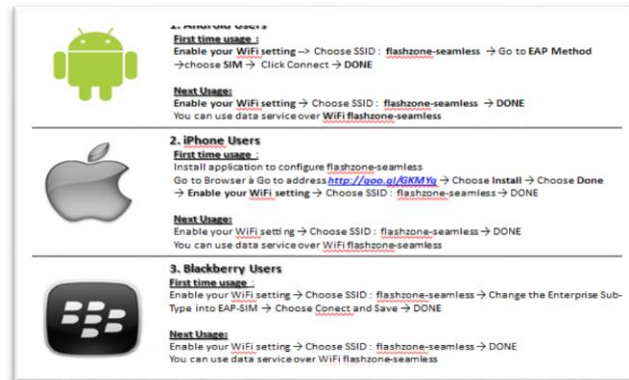 1. Android Users
First time usage :
Enable your WiFi setting --> Choose SSID : flashzone-seamless → Go to EAP Method
→choose SIM → Click Connect → DONE
Next Usage:
Enable your WiFi setting → Choose SSID : flashzone-seamless → DONE
You can use data service over WiFi flashzone-seamless
2. iPhone Users
First time usage :
Install application to configure flashzone-seamless
Go to Browser à Go to address http://goo.gl/GKMYq → Choose Install → Choose Done
→ Enable your WiFi setting → Choose SSID : flashzone-seamless → DONE
Next Usage:
Enable your WiFi setting → Choose SSID : flashzone-seamless → DONE
You can use data service over WiFi flashzone-seamless
3. Blackberry Users
First time usage :
Enable your WiFi setting → Choose SSID : flashzone-seamless → Change the Enterprise Sub-
Type into EAP-SIM → Choose Conect and Save → DONE
Next Usage:
Enable your WiFi setting → Choose SSID : flashzone-seamless → DONE
You can use data service over WiFi flashzone-seamless